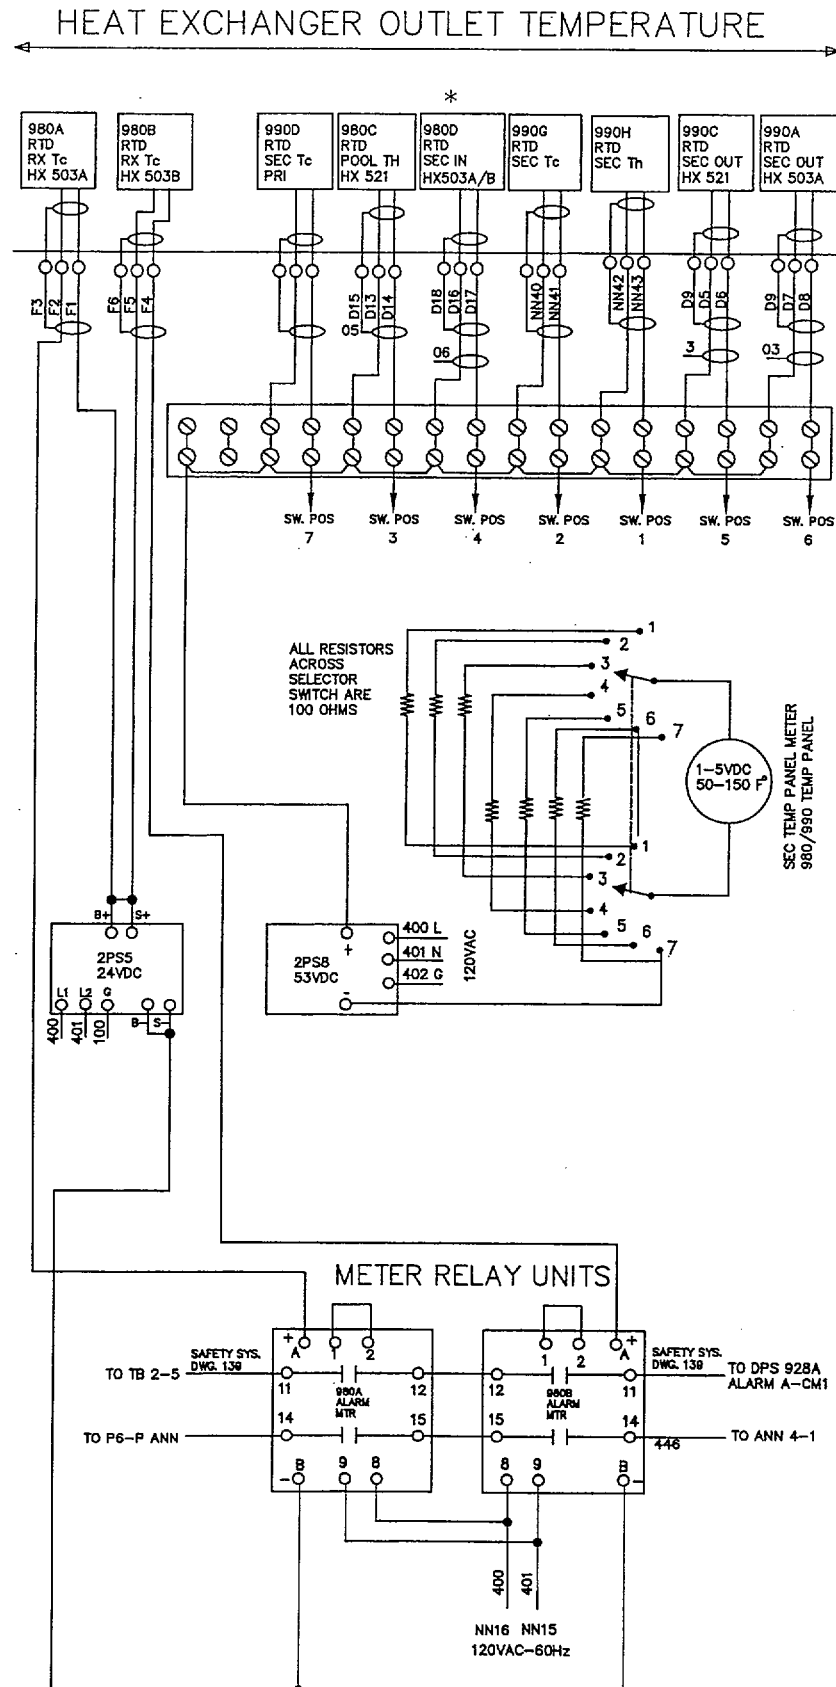 HEAT EXCHANGER OUTLET TEMPERATURE
*
980A
RTD
RX Tc
HX 503A
980B
RTD
RX Tc
HX 503B
990D
RTD
SEC Tc
PRI
980C
RTD
POOL TH
HX 521
980D
RTD
SEC IN
HX503A/B
990G
RTD
SEC Tc
990H
RTD
SEC Th
990C
RTD
SEC OUT
HX 521
990A
RTD
SEC OUT
HX 503A
F3
F2
F1
F6
F5
F4
D15
D13
D14
05
D18
D16
D17
06
NN40
NN41
NN42
NN43
D9
D5
D6
3
D9
D7
D8
03
SW. POS
7
SW. POS
3
SW. POS
4
SW. POS
2
SW. POS
1
SW. POS
5
SW. POS
6
ALL RESISTORS
ACROSS
SELECTOR
SWITCH ARE
100 OHMS
1
2
3
4
5
6
7
1-5VDC
50-150 F°
SEC TEMP PANEL METER
980/990 TEMP PANEL
1
2
3
4
5
6
7
B+
S+
2PS5
24VDC
L1
L2
G
B-
S-
400
401
100
+
2PS8
53VDC
-
400 L
401 N
402 G
120VAC
METER RELAY UNITS
+
A
1
2
SAFETY SYS.
DWG. 139
TO TB 2-5
11
12
980A
ALARM
MTR
14
15
TO P6-P ANN
B
-
9
8
1
2
A
+
SAFETY SYS.
DWG. 139
12
11
TO DPS 928A
ALARM A-CM1
980B
ALARM
MTR
15
14
446
TO ANN 4-1
8
9
B
-
400
401
NN16
NN15
120VAC-60Hz